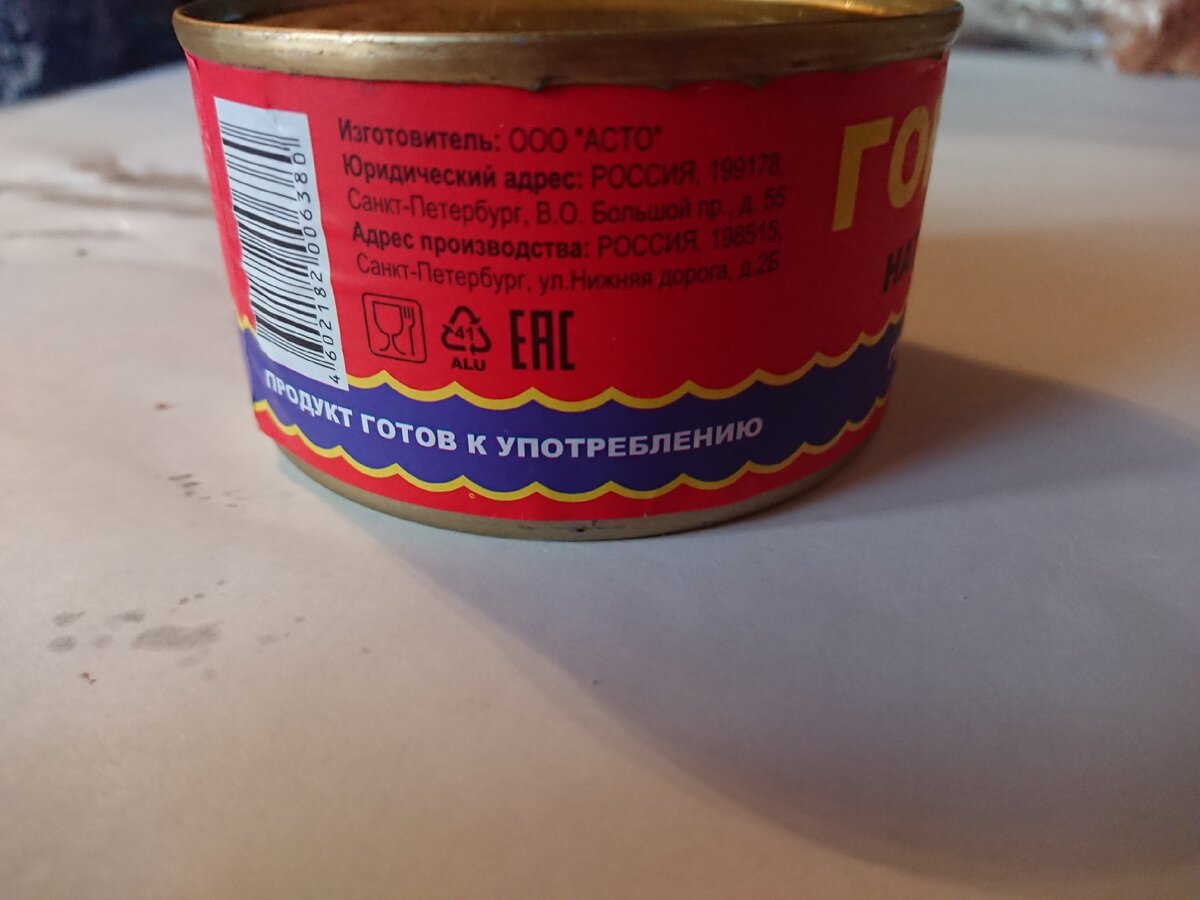 Изготовитель: ООО "АСТО"
Юридический адрес: РОССИЯ, 199178,
Санкт-Петербург, В.О. Большой пр., д. 55
Адрес производства: РОССИЯ, 198515,
Санкт-Петербург, ул.Нижняя дорога, д.2Б
4602182006380
41
ALU
EAC
ПРОДУКТ ГОТОВ К УПОТРЕБЛЕНИЮ